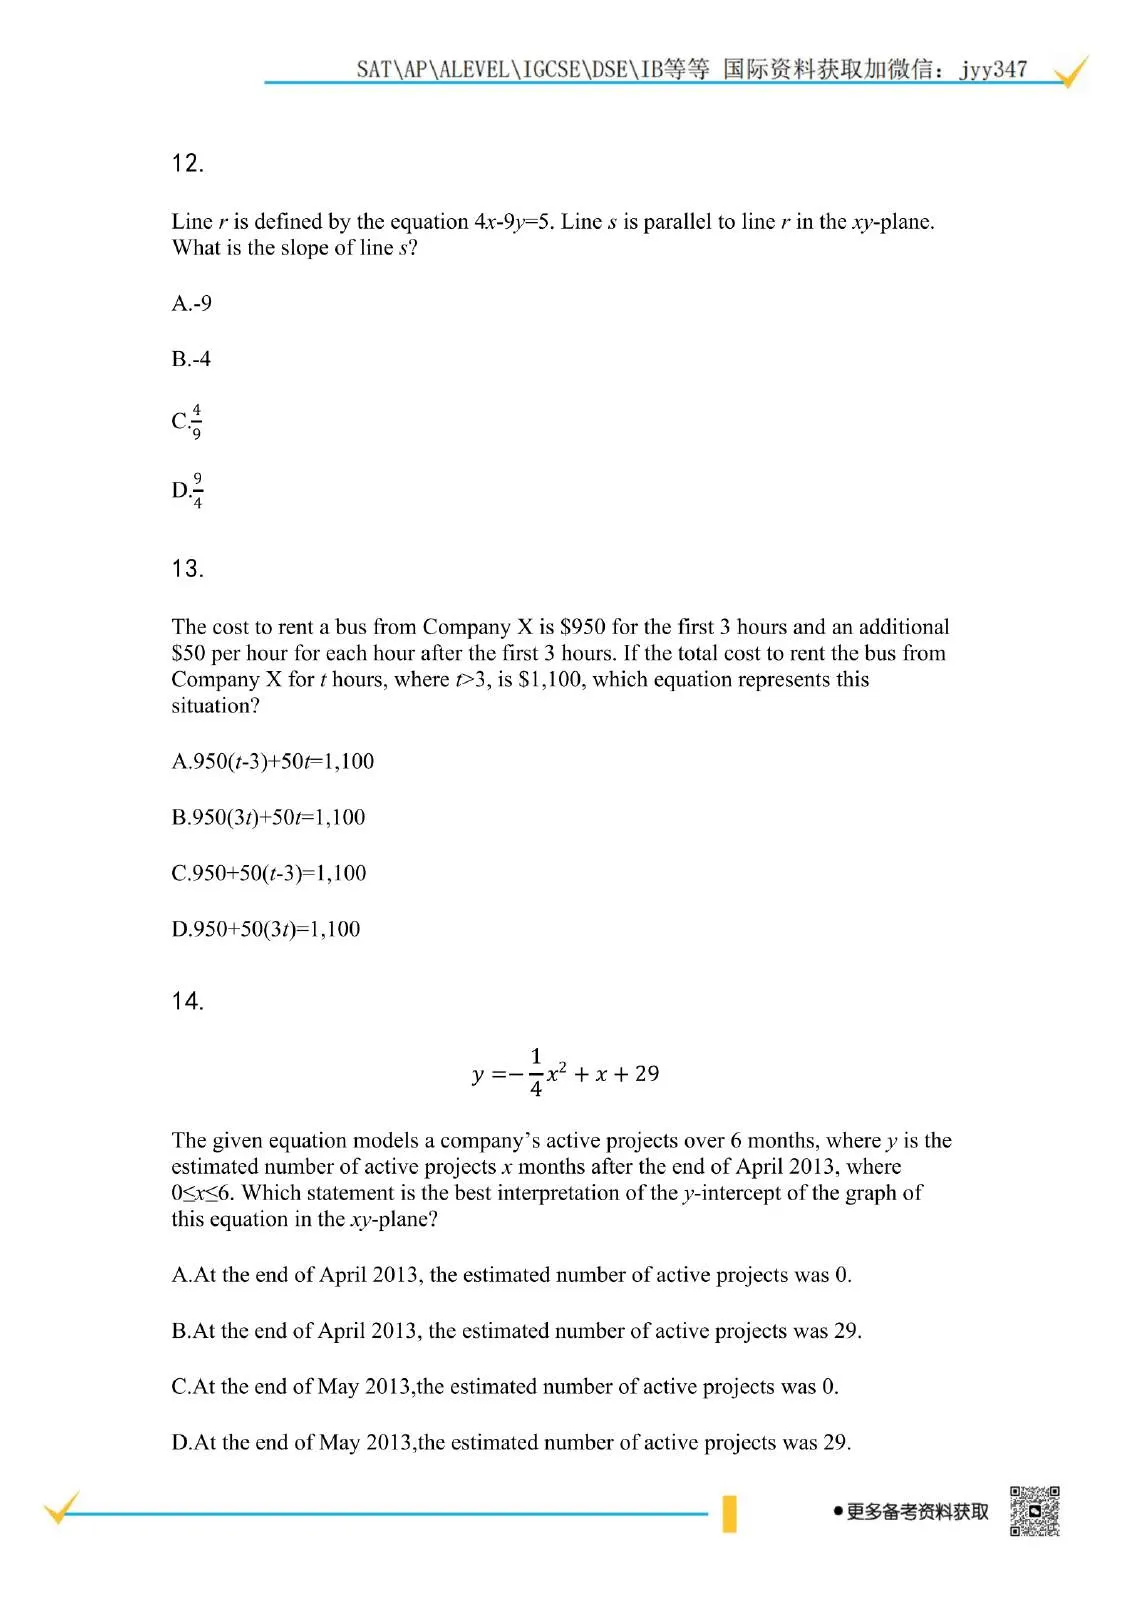 SAT\AP\ALEVEL\IGCSE\DSE\IB等等 国际资料获取加微信：jyy347
12.
Line r is defined by the equation 4x-9y=5. Line s is parallel to line r in the xy-plane.
What is the slope of line s?
A.-9
B.-4
C.4/9
D.9/4
13.
The cost to rent a bus from Company X is $950 for the first 3 hours and an additional
$50 per hour for each hour after the first 3 hours. If the total cost to rent the bus from
Company X for t hours, where t>3, is $1,100, which equation represents this
situation?
A.950(t-3)+50t=1,100
B.950(3t)+50t=1,100
C.950+50(t-3)=1,100
D.950+50(3t)=1,100
14.
y =−1/4x²+x+29
The given equation models a company’s active projects over 6 months, where y is the
estimated number of active projects x months after the end of April 2013, where
0≤x≤6. Which statement is the best interpretation of the y-intercept of the graph of
this equation in the xy-plane?
A.At the end of April 2013, the estimated number of active projects was 0.
B.At the end of April 2013, the estimated number of active projects was 29.
C.At the end of May 2013,the estimated number of active projects was 0.
D.At the end of May 2013,the estimated number of active projects was 29.
●更多备考资料获取